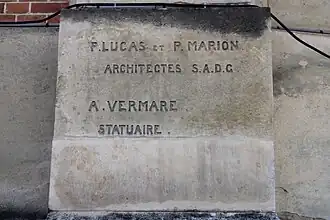 P. LUCAS ET P. MARION
ARCHITECTES S.A.D.G.
A. VERMARE
STATUAIRE.